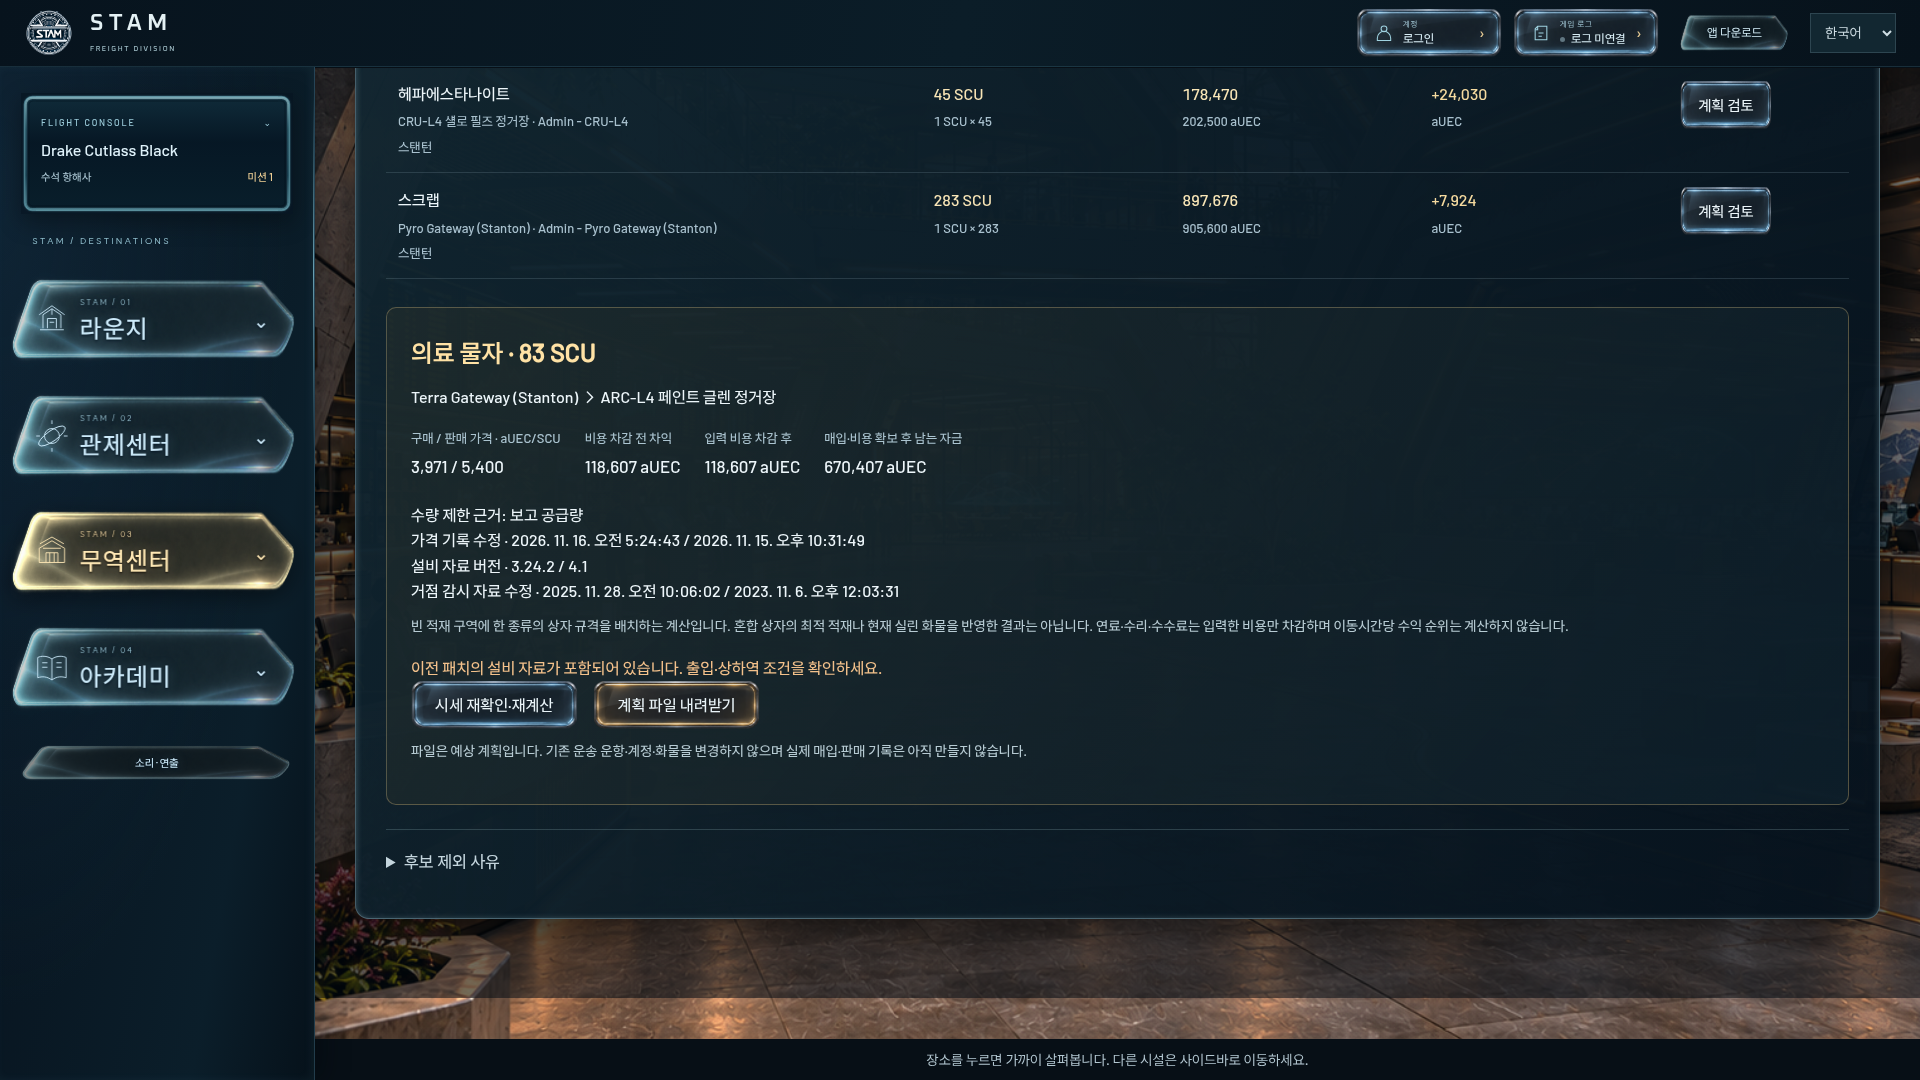 STAM
FREIGHT DIVISION
STAM
계정
로그인
게임 로그
로그 미연결
앱 다운로드
한국어
FLIGHT CONSOLE
Drake Cutlass Black
수석 항해사
미션 1
STAM / DESTINATIONS
STAM / 01
라운지
STAM / 02
관제센터
STAM / 03
무역센터
STAM / 04
아카데미
소리·연출
헤파에스타나이트
45 SCU
178,470
+24,030
계획 검토
CRU-L4 섈로 필즈 정거장 · Admin - CRU-L4
1 SCU × 45
202,500 aUEC
aUEC
스탠턴
스크랩
283 SCU
897,676
+7,924
계획 검토
Pyro Gateway (Stanton) · Admin - Pyro Gateway (Stanton)
1 SCU × 283
905,600 aUEC
aUEC
스탠턴
의료 물자 · 83 SCU
Terra Gateway (Stanton) > ARC-L4 페인트 글렌 정거장
구매 / 판매 가격 · aUEC/SCU
비용 차감 전 차익
입력 비용 차감 후
매입·비용 확보 후 남는 자금
3,971 / 5,400
118,607 aUEC
118,607 aUEC
670,407 aUEC
수량 제한 근거: 보고 공급량
가격 기록 수정 · 2026. 11. 16. 오전 5:24:43 / 2026. 11. 15. 오후 10:31:49
설비 자료 버전 · 3.24.2 / 4.1
거점 감시 자료 수정 · 2025. 11. 28. 오전 10:06:02 / 2023. 11. 6. 오후 12:03:31
빈 적재 구역에 한 종류의 상자 규격을 배치하는 계산입니다. 혼합 상자의 최적 적재나 현재 실린 화물을 반영한 결과는 아닙니다. 연료·수리·수수료는 입력한 비용만 차감하며 이동시간당 수익 순위는 계산하지 않습니다.
이전 패치의 설비 자료가 포함되어 있습니다. 출입·상하역 조건을 확인하세요.
시세 재확인·재계산
계획 파일 내려받기
파일은 예상 계획입니다. 기존 운송 운항·계정·화물을 변경하지 않으며 실제 매입·판매 기록은 아직 만들지 않습니다.
▶ 후보 제외 사유
장소를 누르면 가까이 살펴봅니다. 다른 시설은 사이드바로 이동하세요.